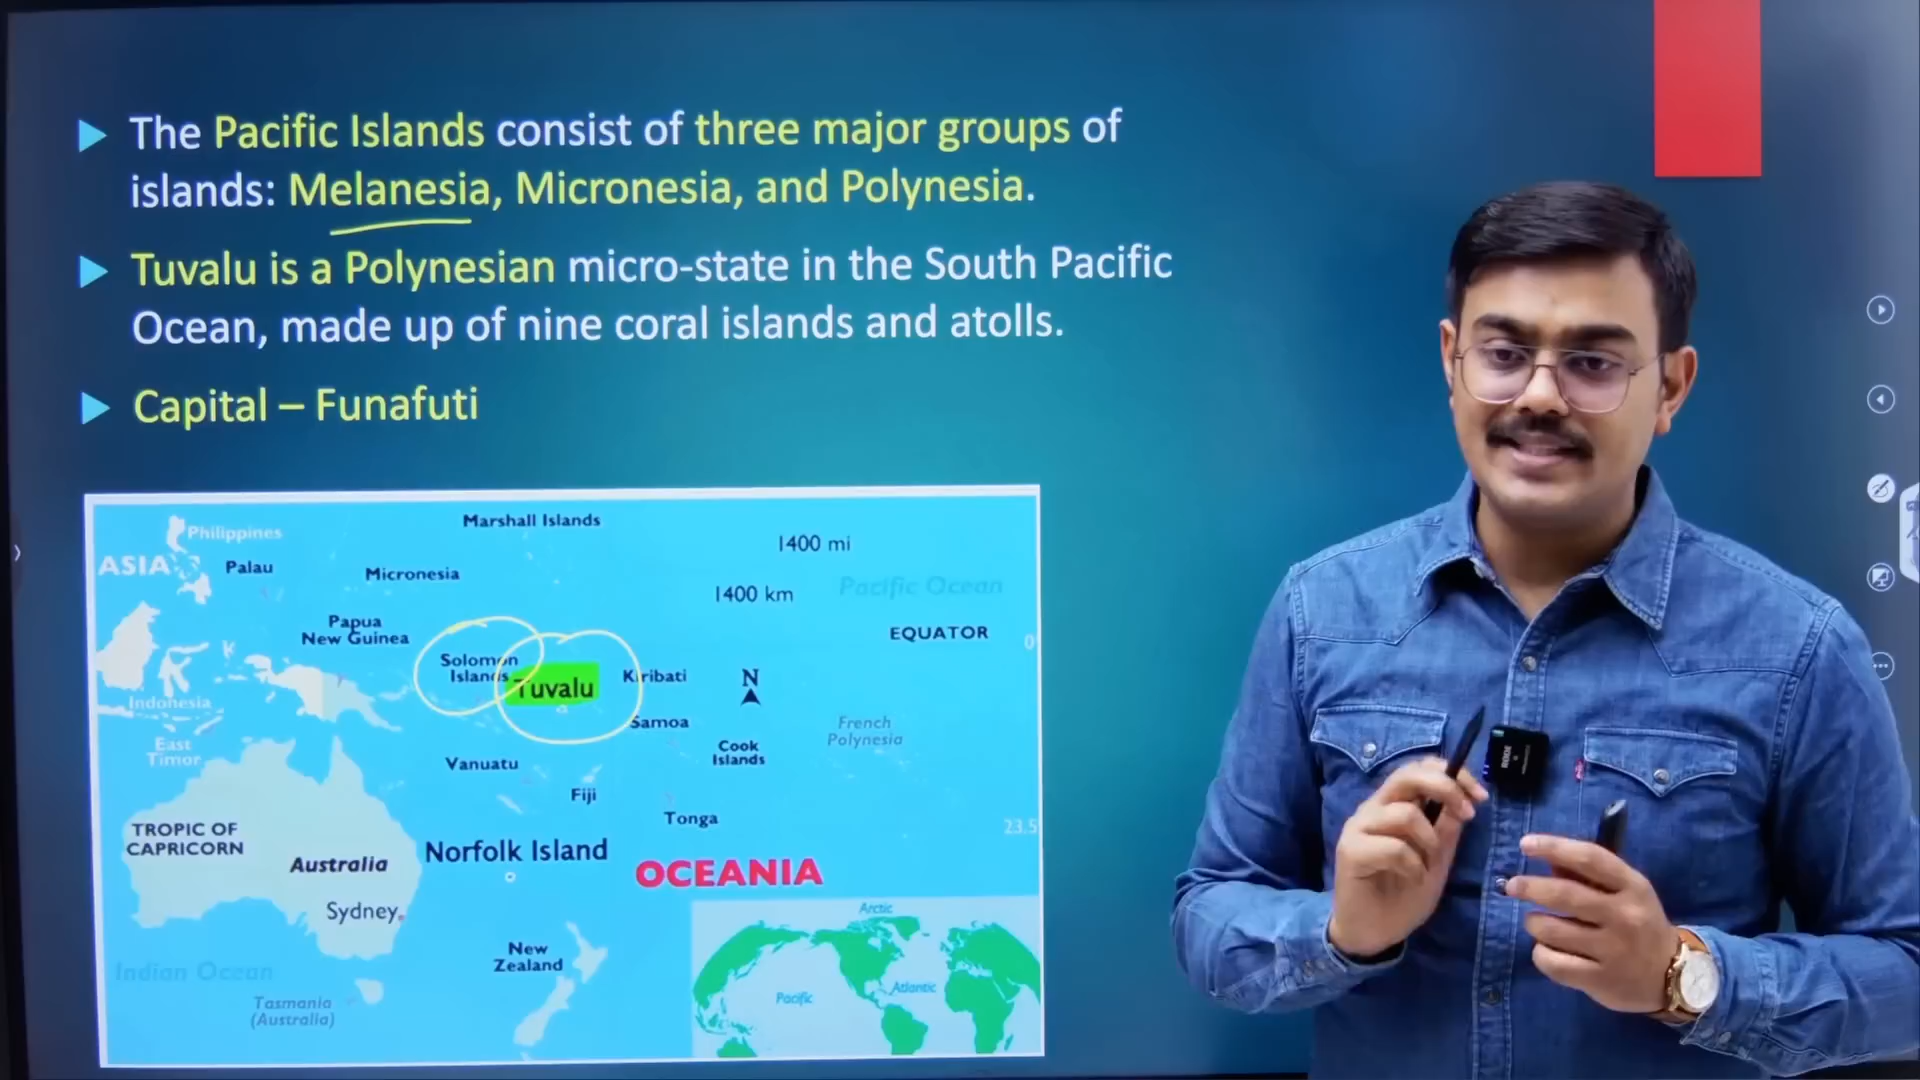 The Pacific Islands consist of three major groups of
islands: Melanesia, Micronesia, and Polynesia.
Tuvalu is a Polynesian micro-state in the South Pacific
Ocean, made up of nine coral islands and atolls.
Capital – Funafuti
Marshall Islands
Philippines
1400 mi
ASIA
Palau
Micronesia
1400 km
Pacific Ocean
Papua
New Guinea
EQUATOR
0
Solomon
Islands
Tuvalu
Kiribati
N
Indonesia
Samoa
French
Polynesia
East
Timor
Vanuatu
Cook
Islands
Fiji
Tonga
TROPIC OF
CAPRICORN
23.5
Australia
Norfolk Island
OCEANIA
Sydney
Arctic
New
Zealand
Indian Ocean
Pacific
Atlantic
Tasmania
(Australia)
RODE